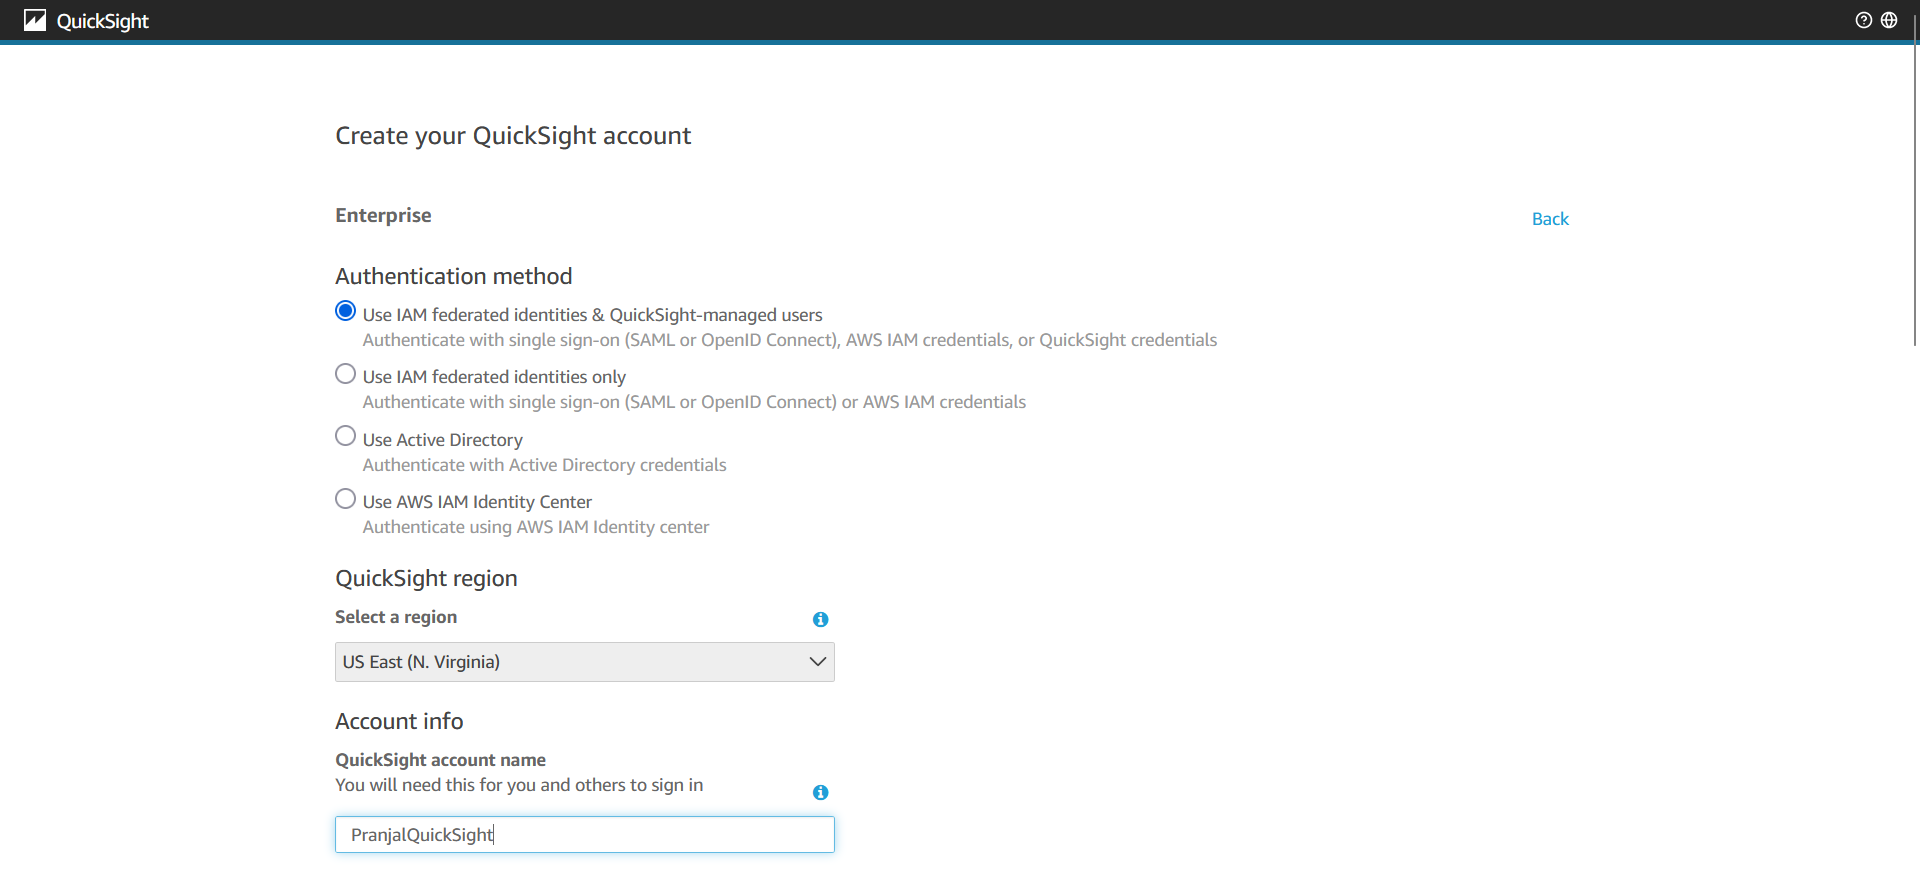 QuickSight
Create your QuickSight account
Enterprise
Back
Authentication method
Use IAM federated identities & QuickSight-managed users
Authenticate with single sign-on (SAML or OpenID Connect), AWS IAM credentials, or QuickSight credentials
Use IAM federated identities only
Authenticate with single sign-on (SAML or OpenID Connect) or AWS IAM credentials
Use Active Directory
Authenticate with Active Directory credentials
Use AWS IAM Identity Center
Authenticate using AWS IAM Identity center
QuickSight region
Select a region
US East (N. Virginia)
Account info
QuickSight account name
You will need this for you and others to sign in
PranjalQuickSight